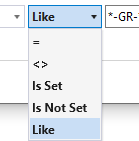 Like *-GR-
=
<>
Is Set
Is Not Set
Like